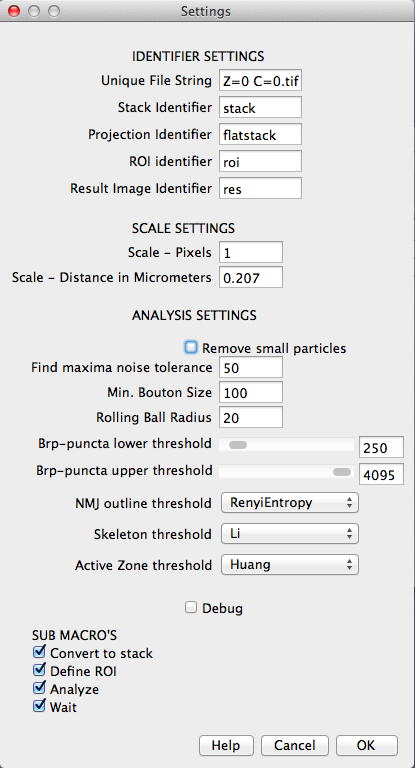 Settings
IDENTIFIER SETTINGS
Unique File String Z=0 C=0.tif
Stack Identifier stack
Projection Identifier flatstack
ROI identifier roi
Result Image Identifier res
SCALE SETTINGS
Scale - Pixels 1
Scale - Distance in Micrometers 0.207
ANALYSIS SETTINGS
Remove small particles
Find maxima noise tolerance 50
Min. Bouton Size 100
Rolling Ball Radius 20
Brp-puncta lower threshold 250
Brp-puncta upper threshold 4095
NMJ outline threshold RenyiEntropy
Skeleton threshold Li
Active Zone threshold Huang
Debug
SUB MACRO'S
Convert to stack
Define ROI
Analyze
Wait
Help Cancel OK